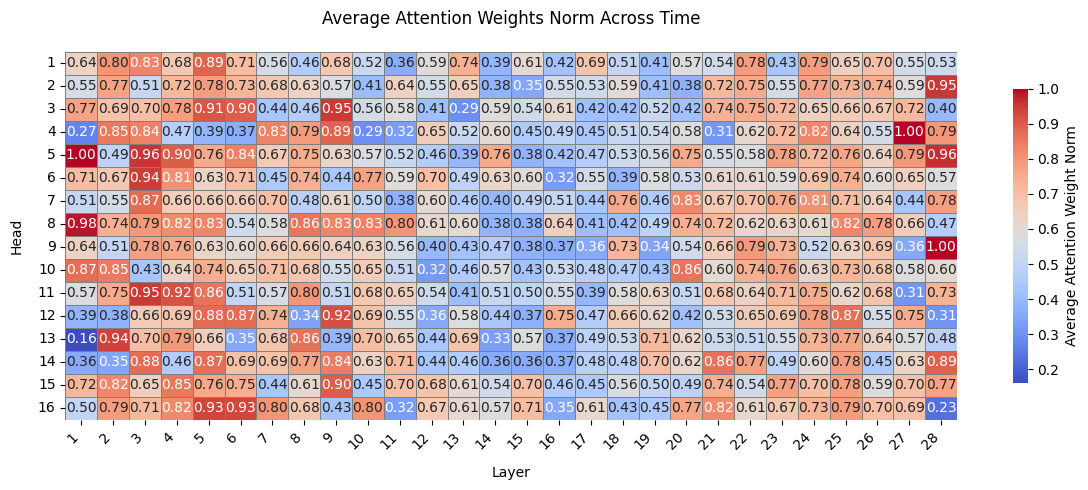 Average Attention Weights Norm Across Time
1 0.64 0.80 0.83 0.68 0.89 0.71 0.56 0.46 0.68 0.52 0.36 0.59 0.74 0.39 0.61 0.42 0.69 0.51 0.41 0.57 0.54 0.78 0.43 0.79 0.65 0.70 0.55 0.53
2 0.55 0.77 0.51 0.72 0.78 0.73 0.68 0.63 0.57 0.41 0.64 0.55 0.65 0.38 0.35 0.55 0.53 0.59 0.41 0.38 0.72 0.75 0.55 0.77 0.73 0.74 0.59 0.95
3 0.77 0.69 0.70 0.78 0.91 0.90 0.44 0.46 0.95 0.56 0.58 0.41 0.29 0.59 0.54 0.61 0.42 0.42 0.52 0.42 0.74 0.75 0.72 0.65 0.66 0.67 0.72 0.40
4 0.27 0.85 0.84 0.47 0.39 0.37 0.83 0.79 0.89 0.29 0.32 0.65 0.52 0.60 0.45 0.49 0.45 0.51 0.54 0.58 0.31 0.62 0.72 0.82 0.64 0.55 1.00 0.79
5 1.00 0.49 0.96 0.90 0.76 0.84 0.67 0.75 0.63 0.57 0.52 0.46 0.39 0.76 0.38 0.42 0.47 0.53 0.56 0.75 0.55 0.58 0.78 0.72 0.76 0.64 0.79 0.96
6 0.71 0.67 0.94 0.81 0.63 0.71 0.45 0.74 0.44 0.77 0.59 0.70 0.49 0.63 0.60 0.32 0.55 0.39 0.58 0.53 0.61 0.61 0.59 0.69 0.74 0.60 0.65 0.57
7 0.51 0.55 0.87 0.66 0.66 0.66 0.70 0.48 0.61 0.50 0.38 0.60 0.46 0.40 0.49 0.51 0.48 0.76 0.46 0.83 0.67 0.70 0.76 0.81 0.71 0.64 0.44 0.78
8 0.98 0.74 0.79 0.82 0.83 0.54 0.58 0.86 0.83 0.83 0.80 0.61 0.60 0.38 0.38 0.64 0.41 0.42 0.49 0.74 0.72 0.62 0.63 0.61 0.82 0.78 0.66 0.47
9 0.64 0.51 0.78 0.76 0.63 0.60 0.66 0.66 0.64 0.63 0.56 0.40 0.43 0.47 0.38 0.37 0.36 0.73 0.34 0.54 0.66 0.79 0.73 0.52 0.63 0.69 0.36 1.00
10 0.87 0.85 0.43 0.64 0.74 0.65 0.71 0.68 0.55 0.65 0.51 0.32 0.46 0.57 0.43 0.53 0.48 0.47 0.43 0.86 0.60 0.74 0.76 0.63 0.73 0.68 0.58 0.60
11 0.57 0.75 0.95 0.92 0.86 0.51 0.57 0.80 0.51 0.68 0.65 0.54 0.41 0.51 0.50 0.55 0.39 0.58 0.63 0.51 0.68 0.64 0.71 0.75 0.62 0.68 0.31 0.73
12 0.39 0.38 0.66 0.69 0.88 0.87 0.74 0.34 0.92 0.69 0.55 0.36 0.58 0.44 0.37 0.75 0.47 0.66 0.62 0.42 0.53 0.65 0.69 0.78 0.87 0.55 0.75 0.31
13 0.16 0.94 0.70 0.79 0.66 0.35 0.68 0.86 0.39 0.70 0.65 0.44 0.69 0.33 0.57 0.37 0.49 0.53 0.71 0.62 0.53 0.51 0.55 0.73 0.77 0.64 0.57 0.48
14 0.36 0.35 0.88 0.46 0.87 0.69 0.69 0.77 0.84 0.63 0.71 0.44 0.46 0.36 0.36 0.37 0.48 0.48 0.70 0.62 0.86 0.77 0.49 0.60 0.78 0.45 0.63 0.89
15 0.72 0.82 0.65 0.85 0.76 0.75 0.44 0.61 0.90 0.45 0.70 0.68 0.61 0.54 0.70 0.46 0.45 0.56 0.50 0.49 0.74 0.54 0.77 0.70 0.78 0.59 0.70 0.77
16 0.50 0.79 0.71 0.82 0.93 0.93 0.80 0.68 0.43 0.80 0.32 0.67 0.61 0.57 0.71 0.35 0.61 0.43 0.45 0.77 0.82 0.61 0.67 0.73 0.79 0.70 0.69 0.23
1 2 3 4 5 6 7 8 9 10 11 12 13 14 15 16 17 18 19 20 21 22 23 24 25 26 27 28
Layer
Head
1.0
0.9
0.8
0.7
0.6
0.5
0.4
0.3
0.2
Average Attention Weight Norm